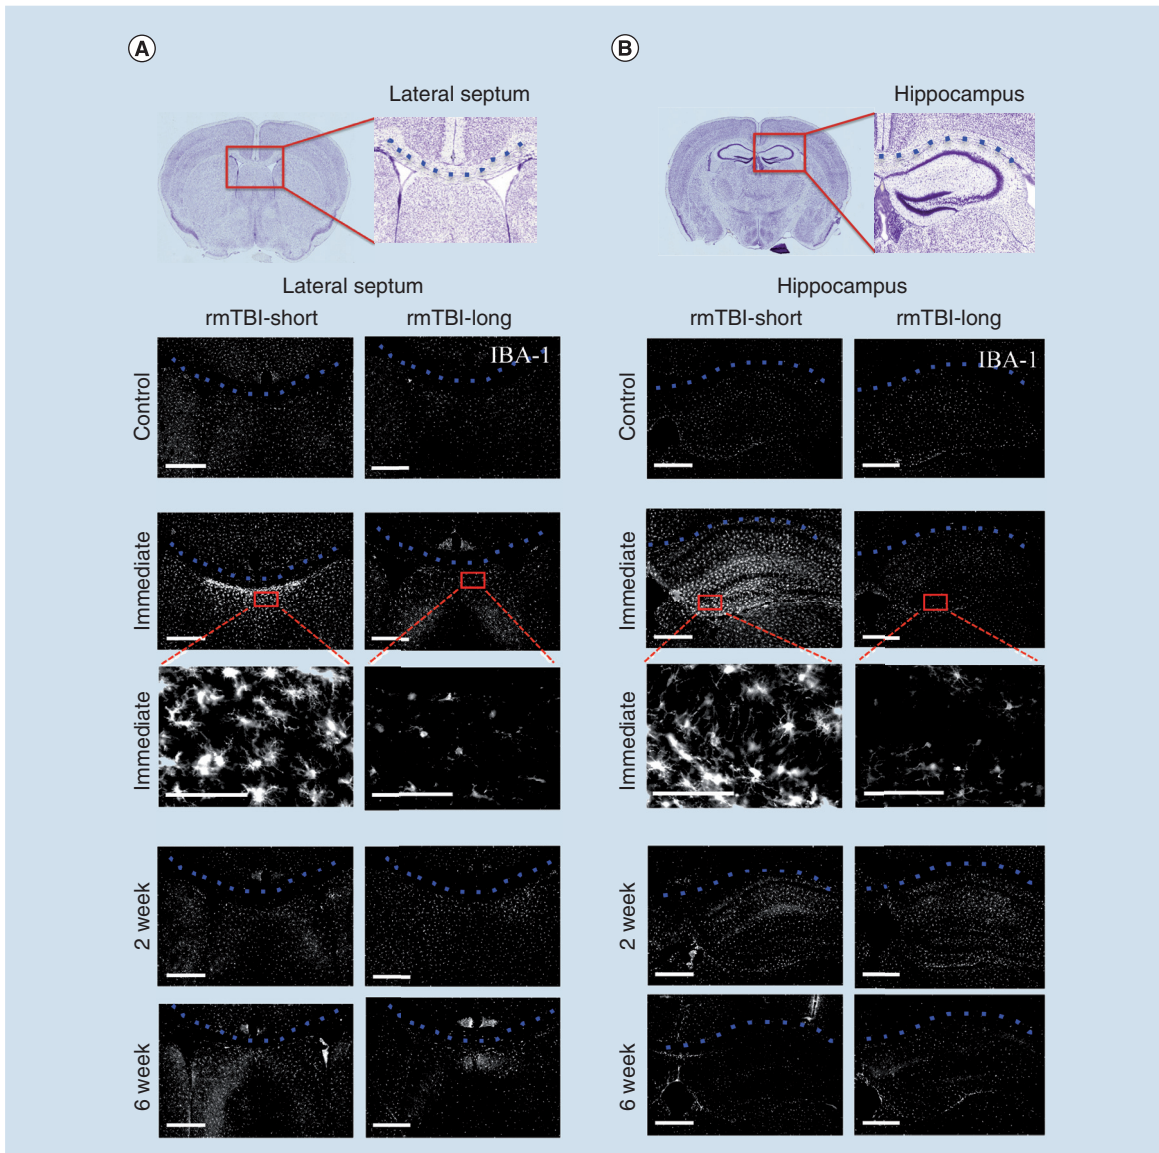 A
B
Lateral septum
Hippocampus
Lateral septum
Hippocampus
rmTBI-short
rmTBI-long
rmTBI-short
rmTBI-long
Control
IBA-1
Control
IBA-1
Immediate
Immediate
Immediate
Immediate
2 week
2 week
6 week
6 week